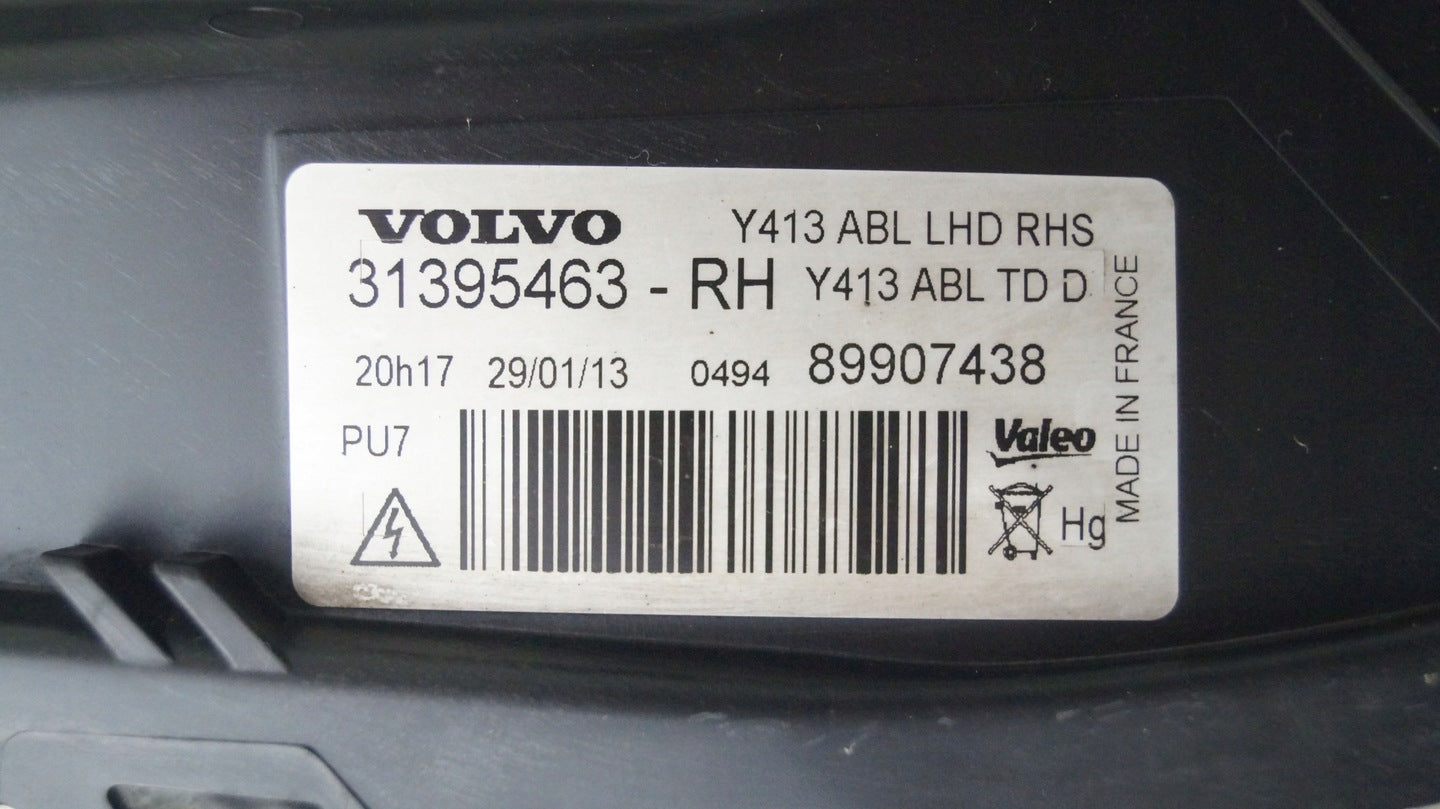 VOLVO Y413 ABL LHD RHS
31395463 - RH Y413 ABL TD D
20h17 29/01/13 0494 89907438
PU7
Valeo
Hg
MADE IN FRANCE